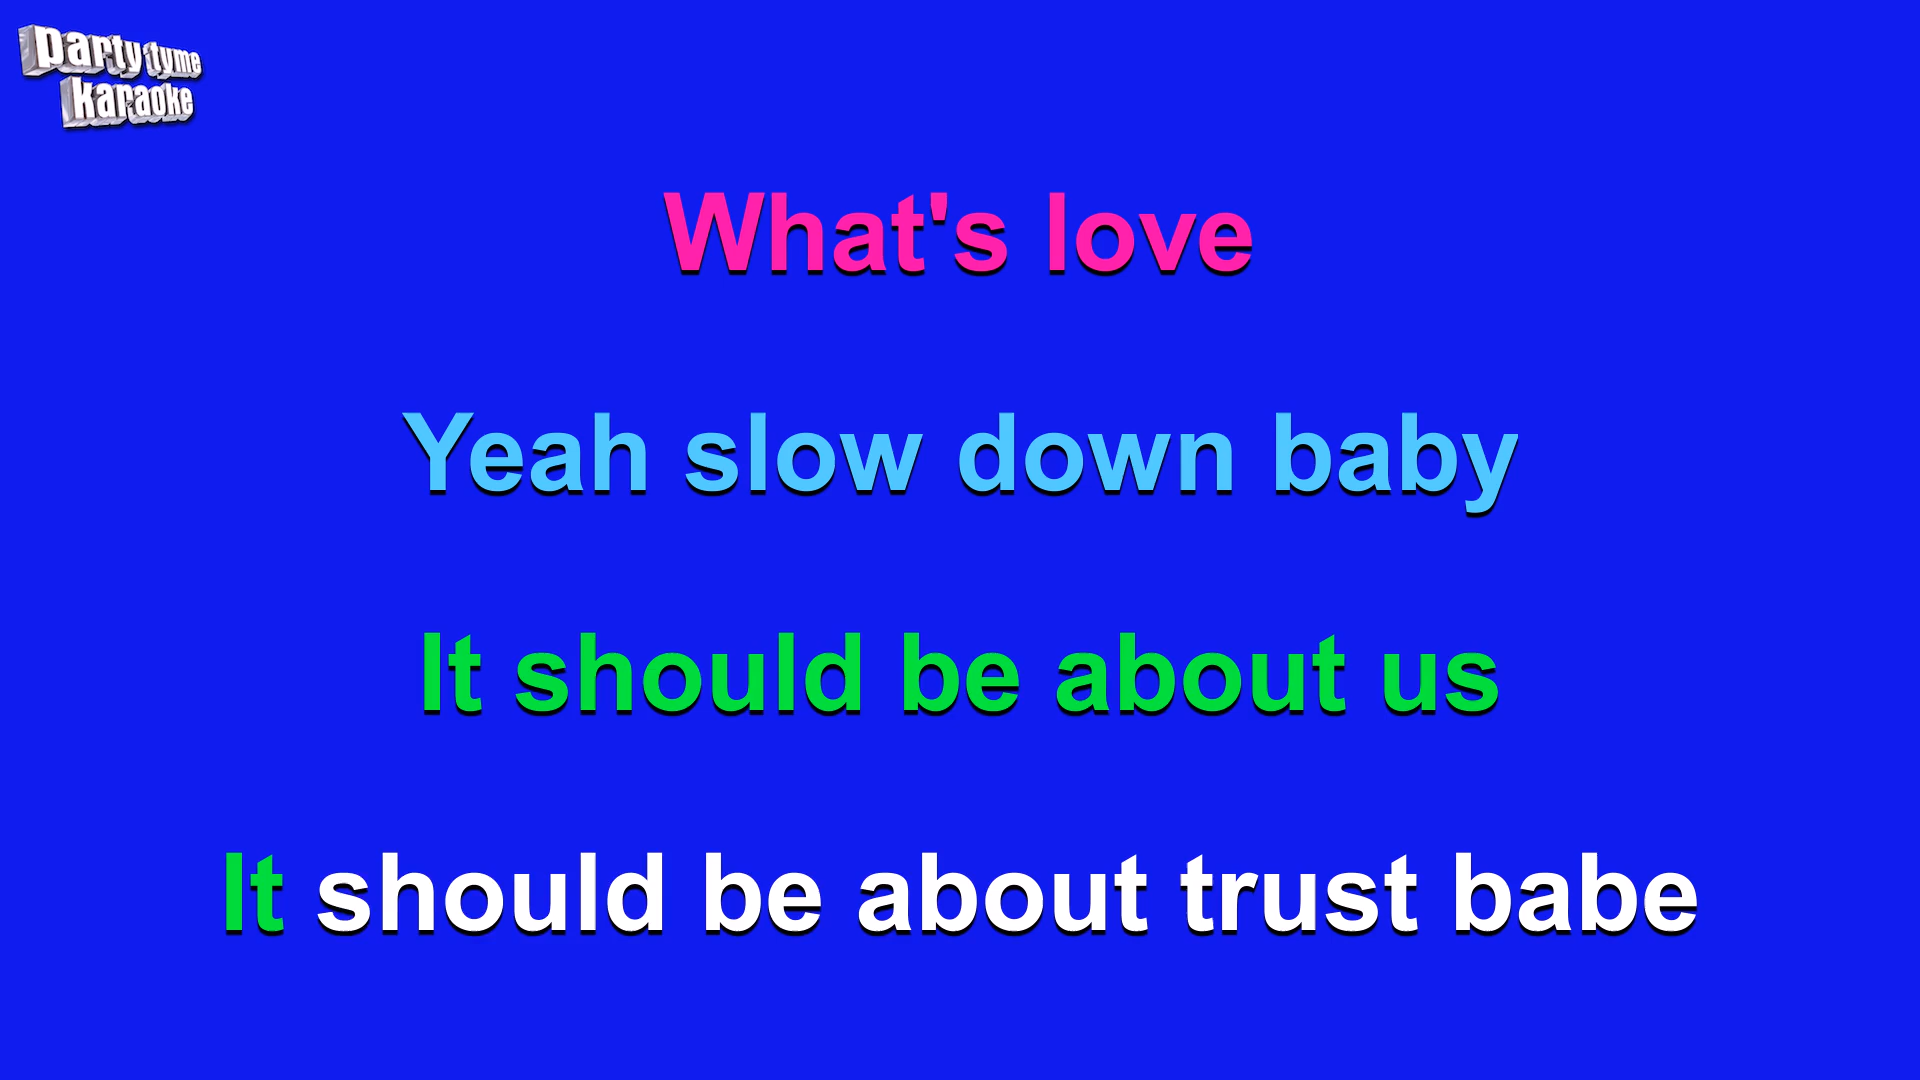 party tyme
karaoke
What's love
Yeah slow down baby
It should be about us
It should be about trust babe